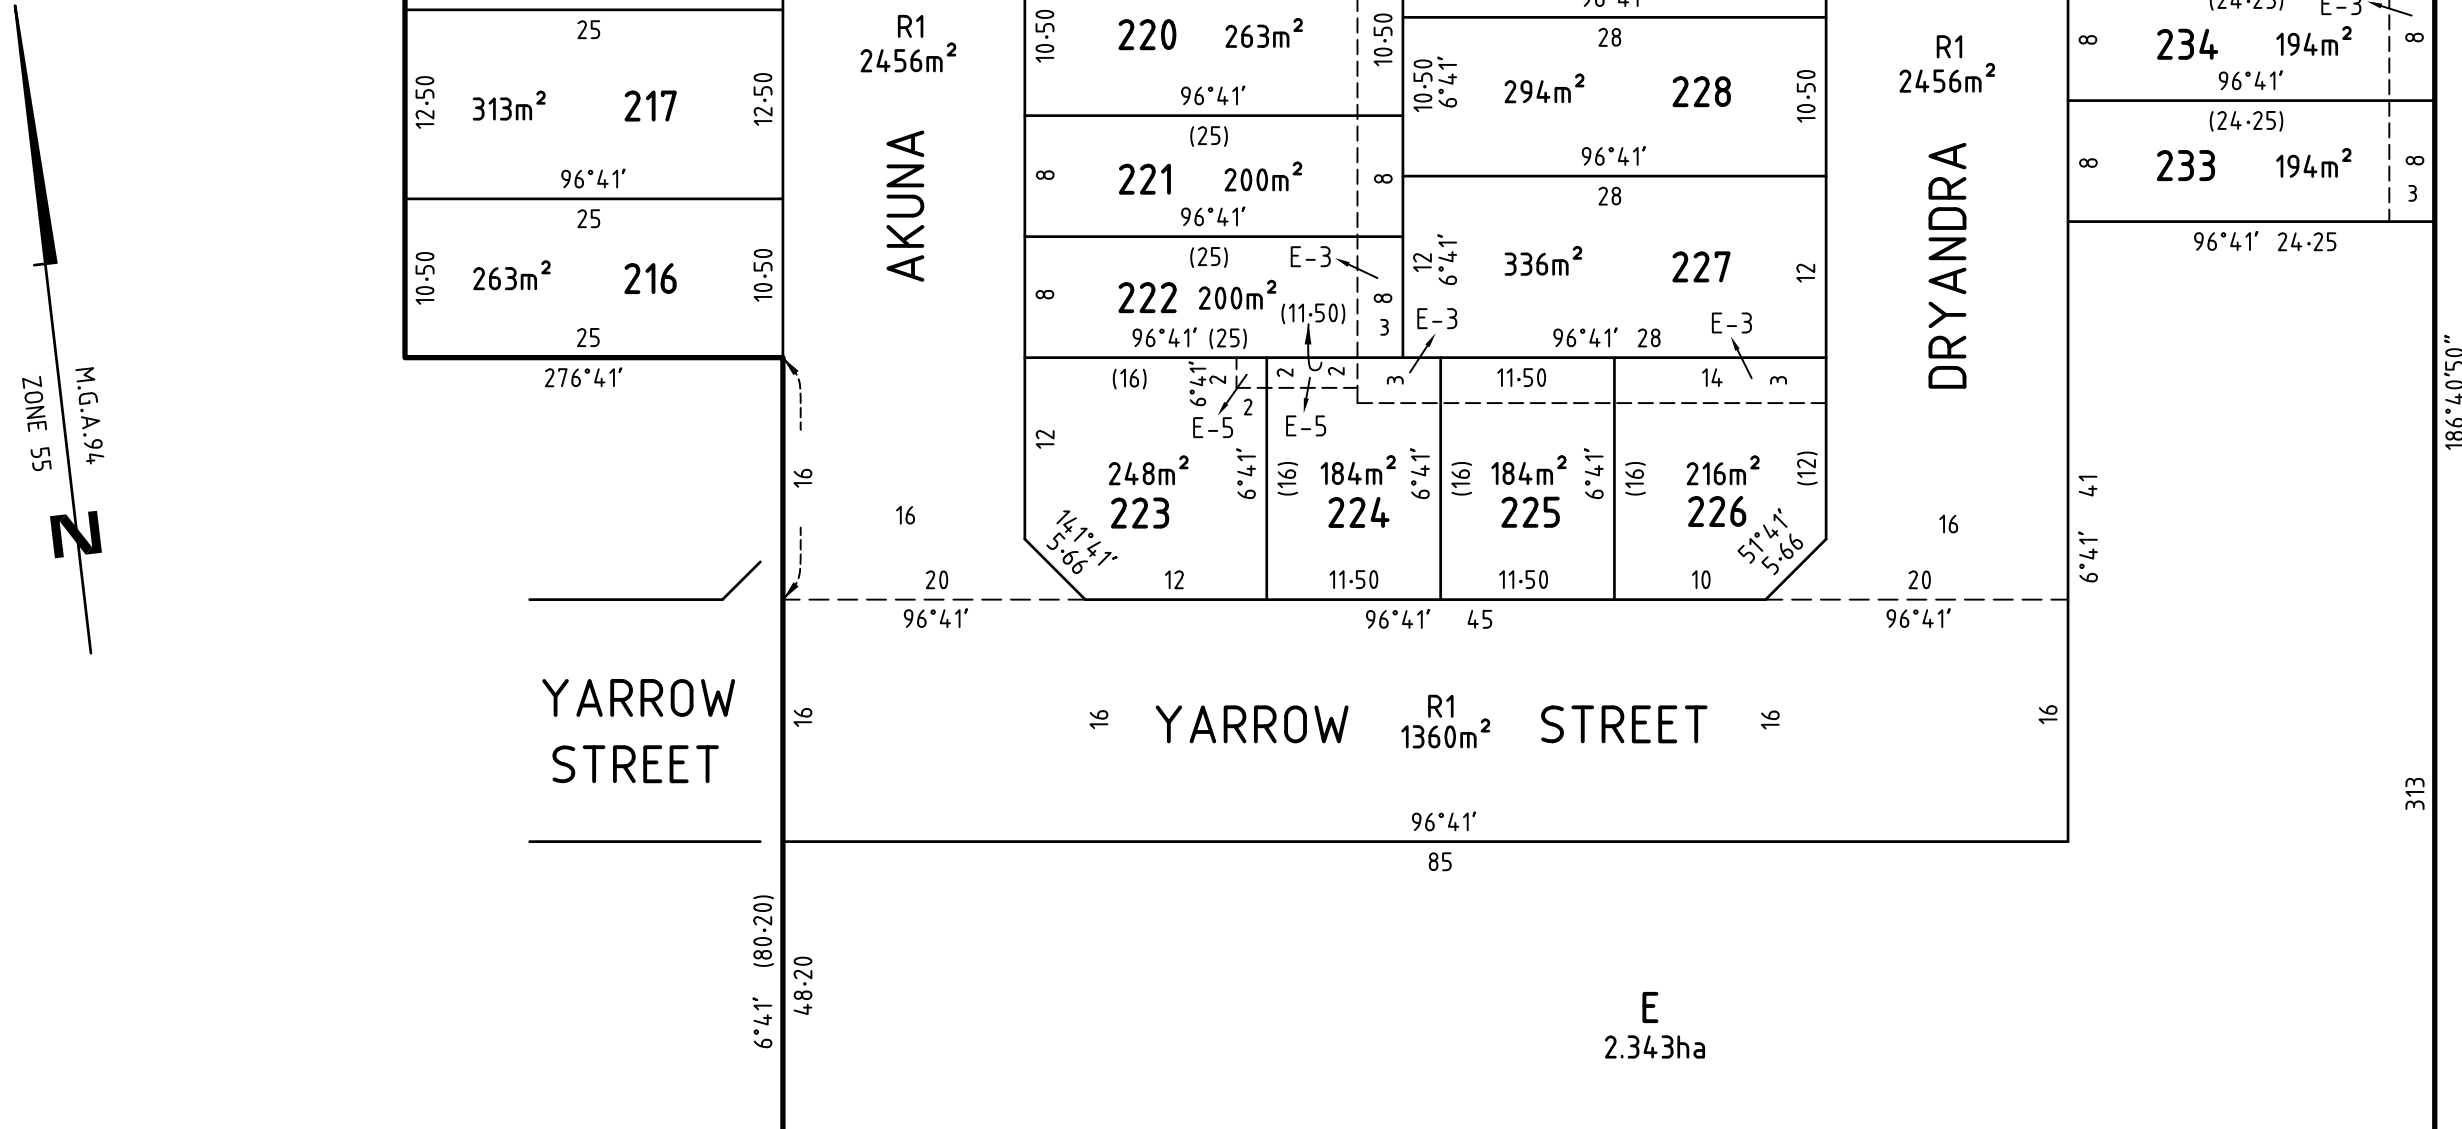 25
12·50
313m²
217
12·50
96°41′
25
10·50
263m²
216
10·50
25
276°41′
M.G.A.94
ZONE 55
N
R1
2456m²
AKUNA
16
16
20
96°41′
10·50
220
263m²
10·50
96°41′
(25)
8
221
200m²
8
96°41′
(25)
E-3
8
222
200m²
8
(11·50)
3
96°41′ (25)
28
10·50
6°41′
294m²
228
10·50
96°41′
28
12
6°41′
336m²
227
12
E-3
E-3
96°41′ 28
(16)
6°41′
2
2
E-5
12
6°41′
248m²
223
141°41′
5·66
12
2
2
3
E-5
(16)
184m²
224
6°41′
11·50
11·50
(16)
184m²
225
6°41′
11·50
14
3
(16)
216m²
226
(12)
51°41′
5·66
10
96°41′ 45
R1
2456m²
DRYANDRA
16
20
96°41′
(24·25)
E-3
8
234
194m²
8
96°41′
(24·25)
8
233
194m²
8
3
96°41′ 24·25
186°40′50″
6°41′ 41
YARROW
STREET
16
16
YARROW
R1
1360m²
STREET
16
16
96°41′
85
313
6°41′ (80·20)
48·20
E
2.343ha